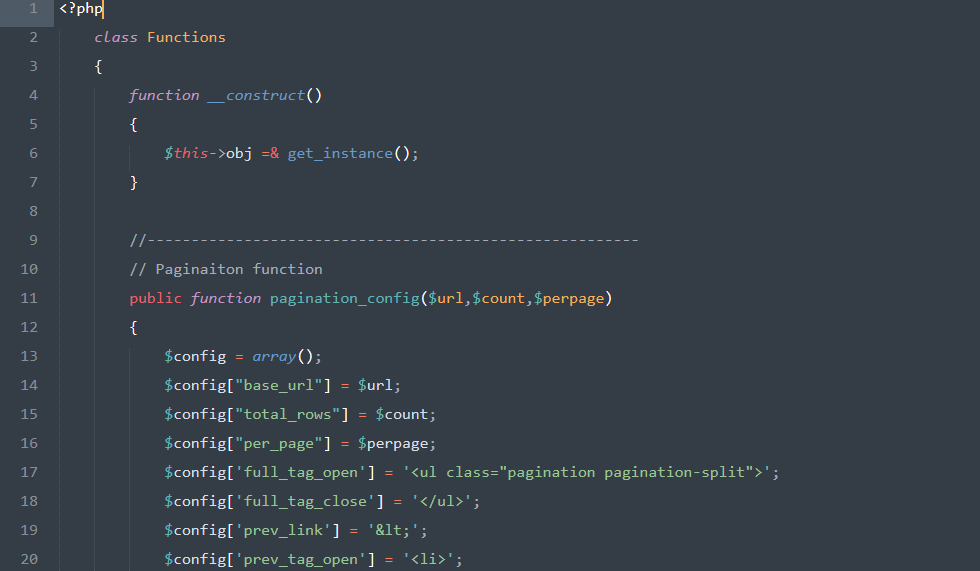 1 <?php
2 class Functions
3 {
4 function __construct()
5 {
6 $this->obj =& get_instance();
7 }
8
9 //--------------------------------------------------------
10 // Paginaiton function
11 public function pagination_config($url,$count,$perpage)
12 {
13 $config = array();
14 $config["base_url"] = $url;
15 $config["total_rows"] = $count;
16 $config["per_page"] = $perpage;
17 $config['full_tag_open'] = '<ul class="pagination pagination-split">';
18 $config['full_tag_close'] = '</ul>';
19 $config['prev_link'] = '&lt;';
20 $config['prev_tag_open'] = '<li>';